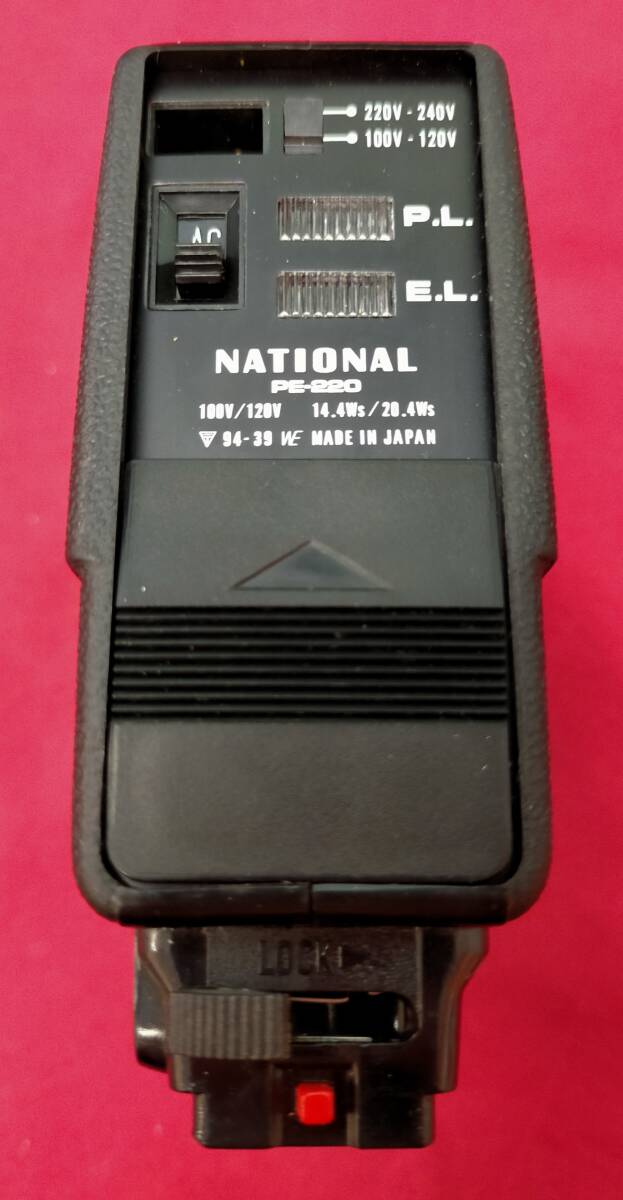 220V - 240V
100V - 120V
AC
P.L.
E.L.
NATIONAL
PE-220
100V/120V 14.4Ws/20.4Ws
94-39 WE MADE IN JAPAN
LOCK